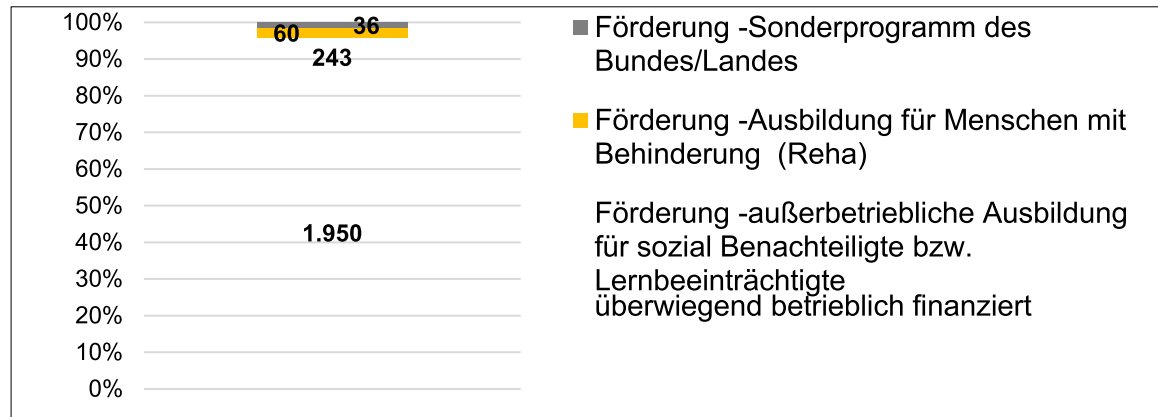 100%
90%
80%
70%
60%
50%
40%
30%
20%
10%
0%
60
36
243
1.950
Förderung -Sonderprogramm des
Bundes/Landes
Förderung -Ausbildung für Menschen mit
Behinderung (Reha)
Förderung -außerbetriebliche Ausbildung
für sozial Benachteiligte bzw.
Lernbeeinträchtigte
überwiegend betrieblich finanziert